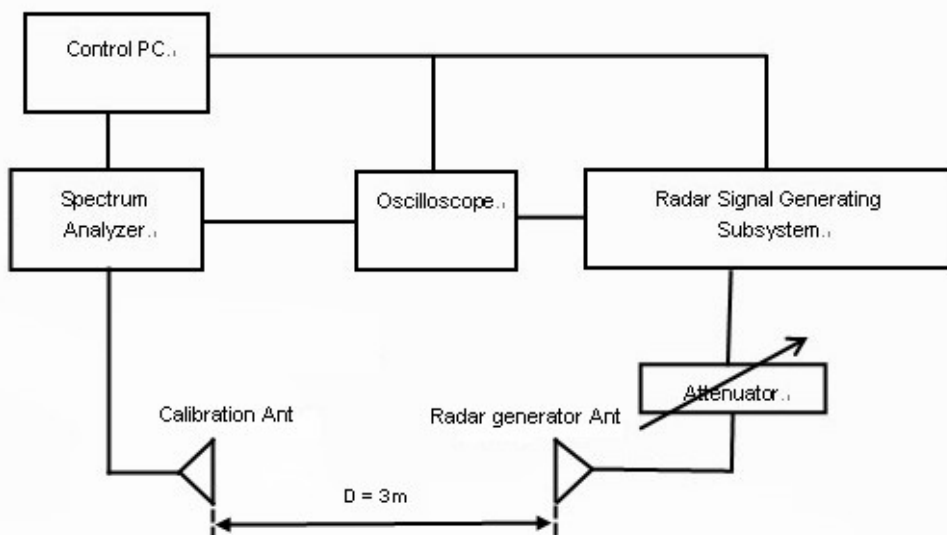 Control PC.
Spectrum
Analyzer.
Oscilloscope.
Radar Signal Generating
Subsystem.
Attenuator.
Calibration Ant
Radar generator Ant
D = 3m